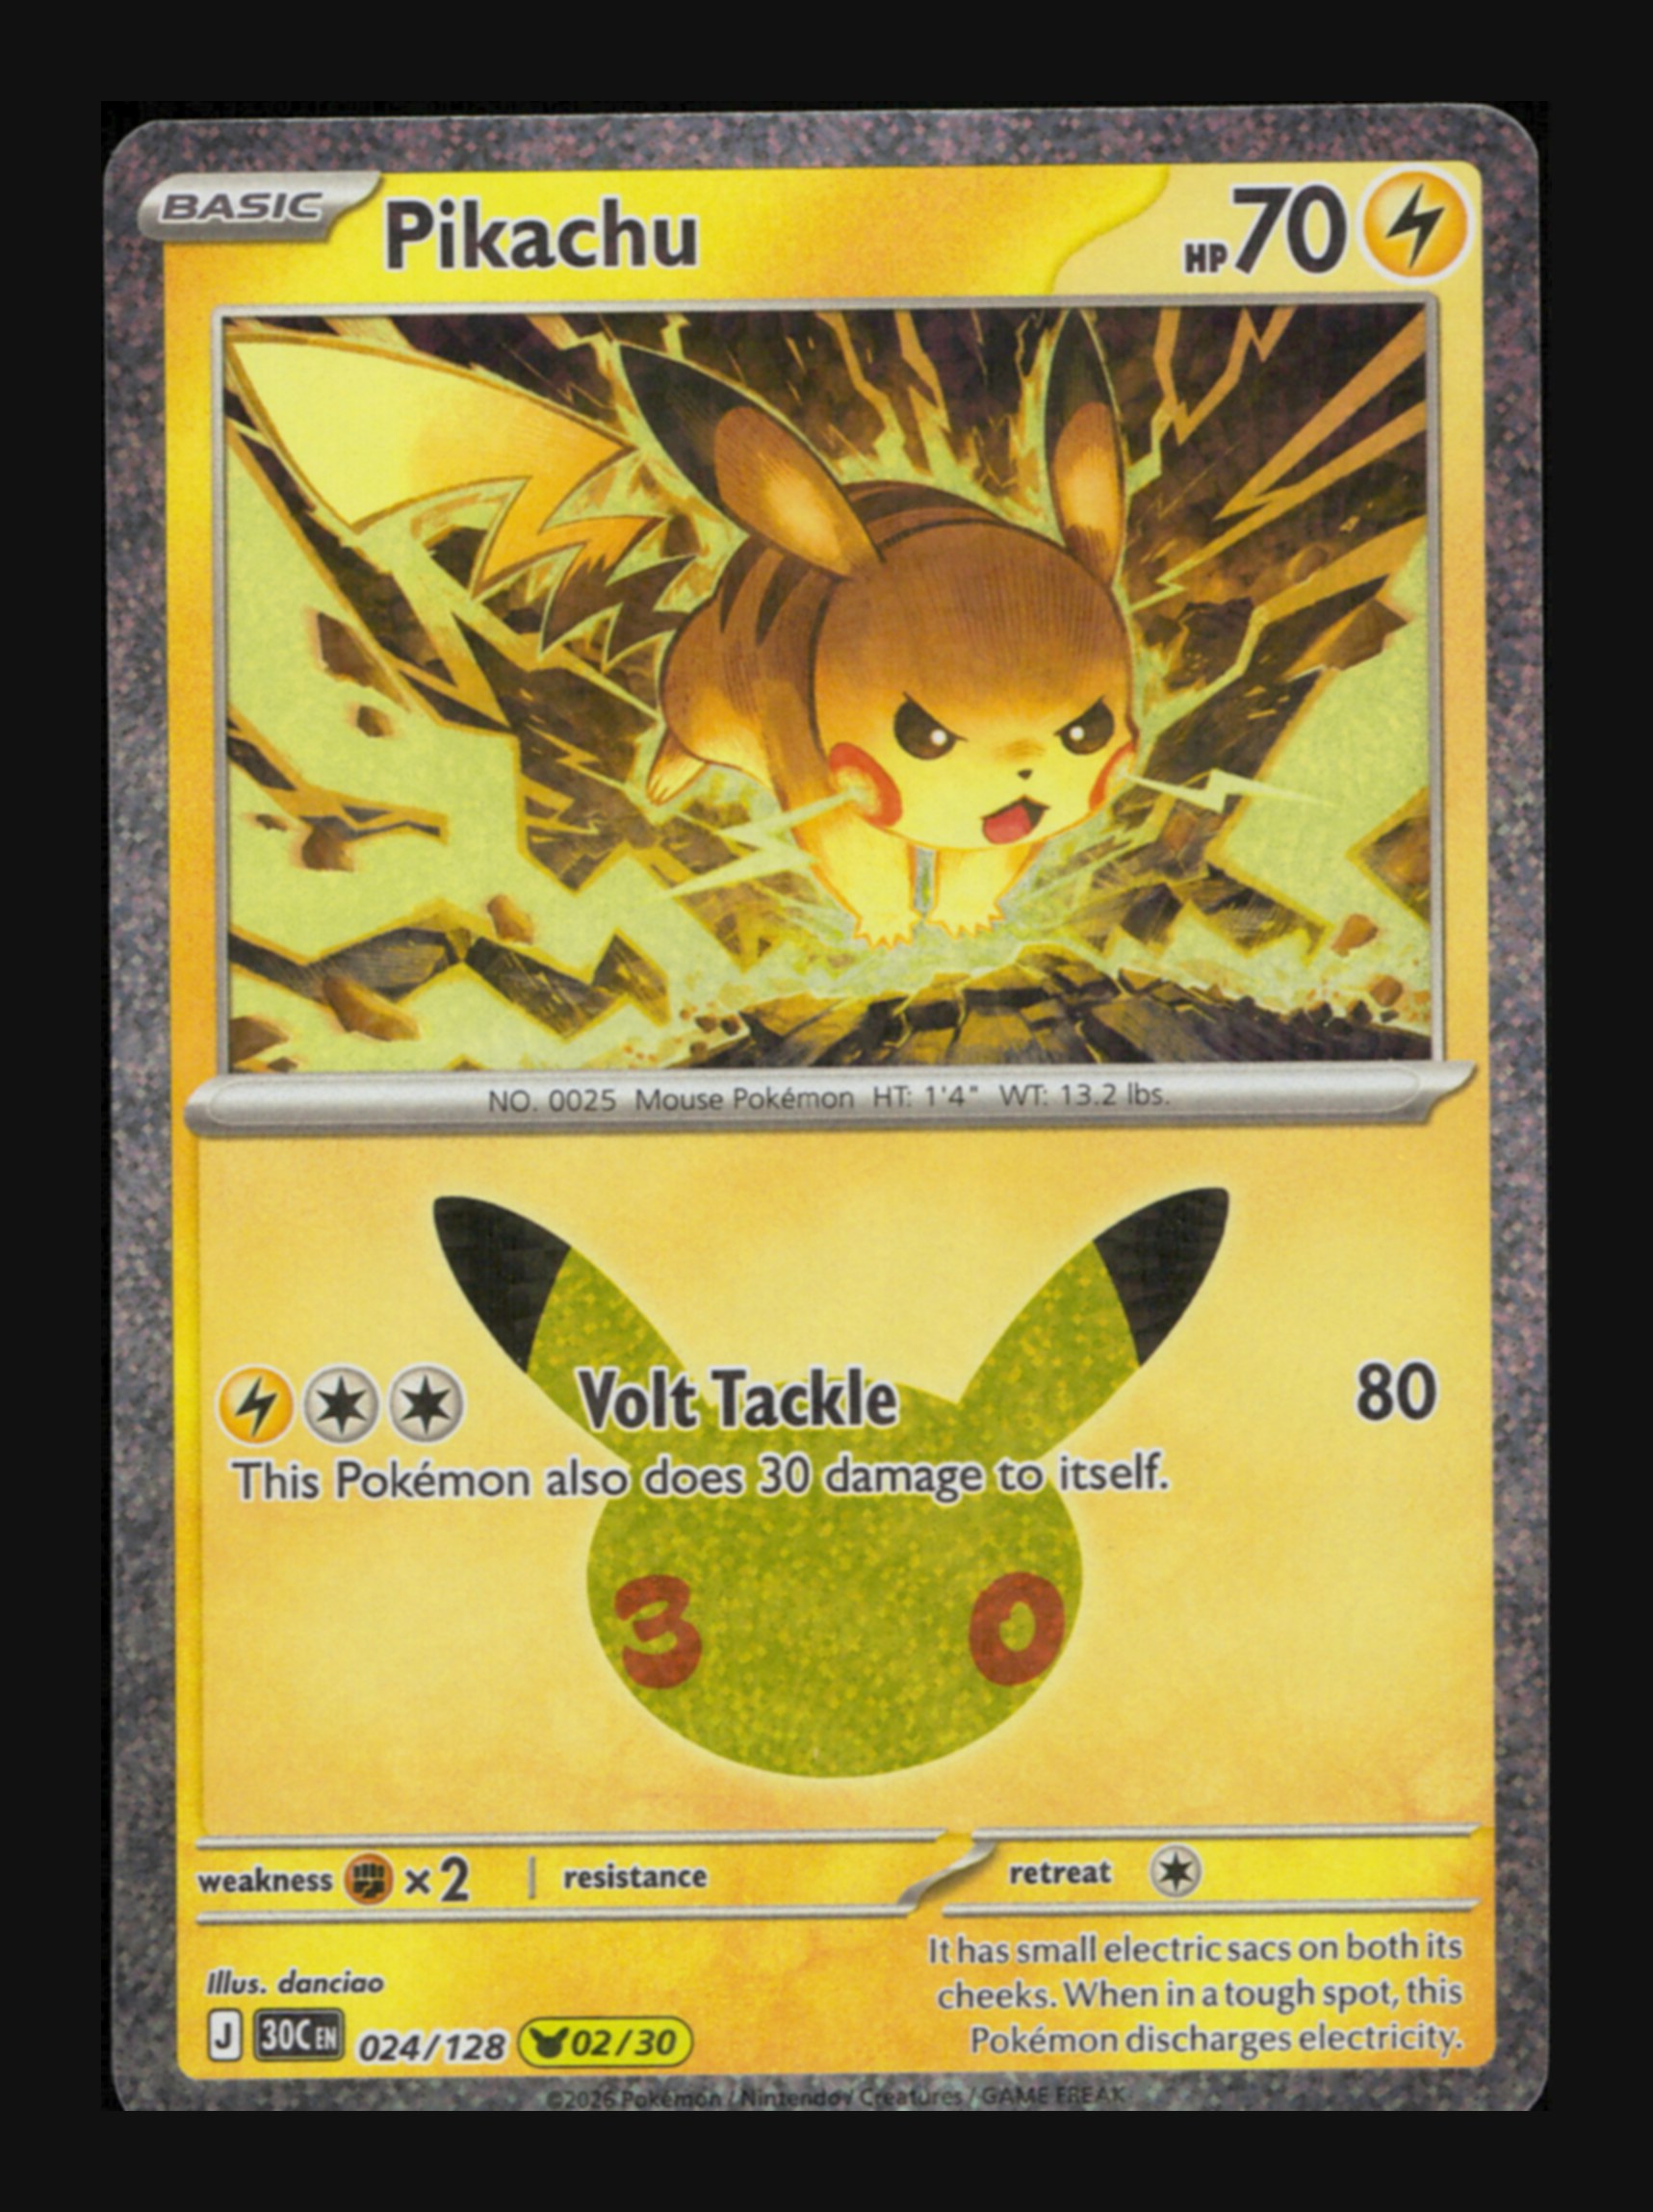 BASIC
Pikachu
HP 70
NO. 0025 Mouse Pokémon HT: 1'4" WT: 13.2 lbs.
Volt Tackle 80
This Pokémon also does 30 damage to itself.
3 0
weakness ×2 | resistance
retreat
Illus. danciao
It has small electric sacs on both its
cheeks. When in a tough spot, this
Pokémon discharges electricity.
J 30C EN 024/128 02/30
©2026 Pokémon / Nintendo / Creatures / GAME FREAK